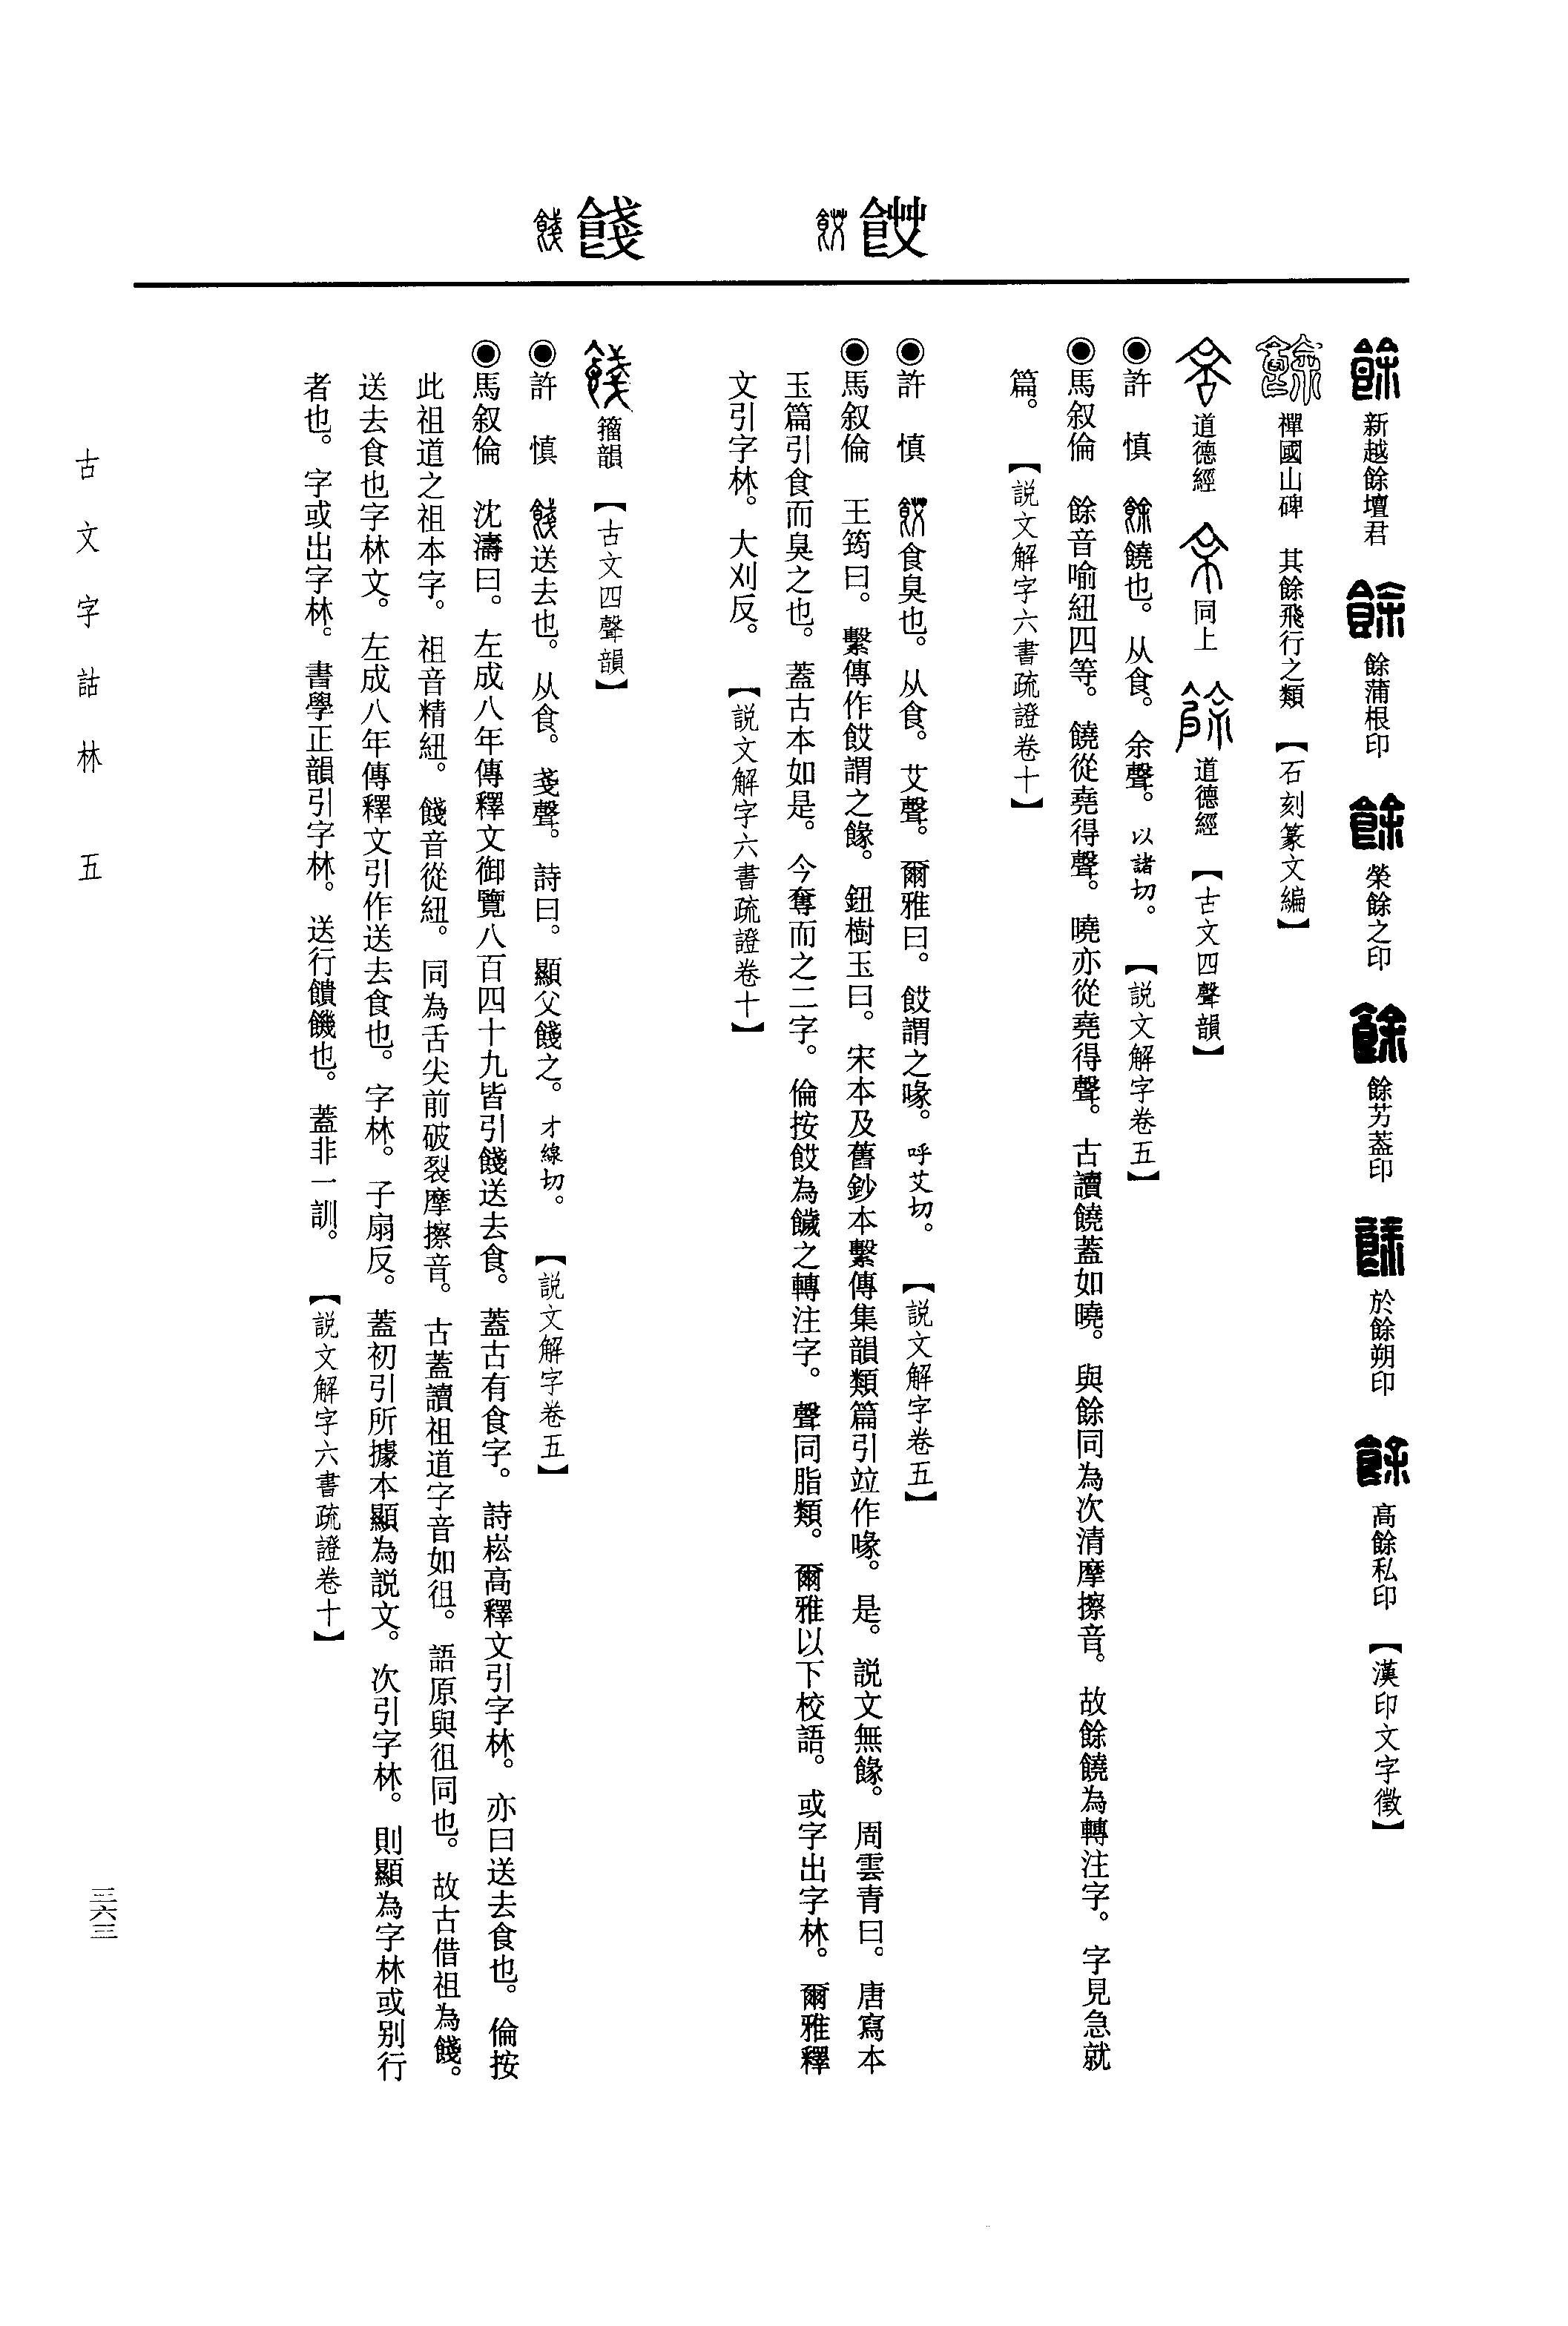 䬣
餞
新越餘壇君 餘蒲根印 榮餘之印 餘芀葢印 於餘朔印 高餘私印 【漢印文字徵】
禪國山碑 其餘飛行之類 【石刻篆文編】
道德經 同上 道德經 【古文四聲韻】
◉許 慎 餘饒也。从食。余聲。以諸切。 【説文解字卷五】
◉馬叙倫 餘音喻紐四等。饒從堯得聲。曉亦從堯得聲。古讀饒蓋如曉。與餘同為次清摩擦音。故餘饒為轉注字。字見急就
篇。 【説文解字六書疏證卷十】
◉許 慎 䬣食臭也。从食。艾聲。爾雅曰。䬣謂之喙。呼艾切。 【説文解字卷五】
◉馬叙倫 王筠曰。繫傳作䬣謂之餯。鈕樹玉曰。宋本及舊鈔本繫傳集韻類篇引竝作喙。是。説文無餯。周雲青曰。唐寫本
玉篇引食而臭之也。蓋古本如是。今奪而之二字。倫按䬣為饖之轉注字。聲同脂類。爾雅以下校語。或字出字林。爾雅釋
文引字林。大刈反。 【説文解字六書疏證卷十】
餞 籀韻 【古文四聲韻】
◉許 慎 餞送去也。从食。戔聲。詩曰。顯父餞之。才線切。 【説文解字卷五】
◉馬叙倫 沈濤曰。左成八年傳釋文御覽八百四十九皆引餞送去食。蓋古有食字。詩崧高釋文引字林。亦曰送去食也。倫按
此祖道之祖本字。祖音精紐。餞音從紐。同為舌尖前破裂摩擦音。古蓋讀祖道字音如徂。語原與徂同也。故古借祖為餞。
送去食也字林文。左成八年傳釋文引作送去食也。字林。子扇反。蓋初引所據本顯為説文。次引字林。則顯為字林或別行
者也。字或出字林。書學正韻引字林。送行饋饑也。蓋非一訓。 【説文解字六書疏證卷十】
古文字詁林 五
三六三